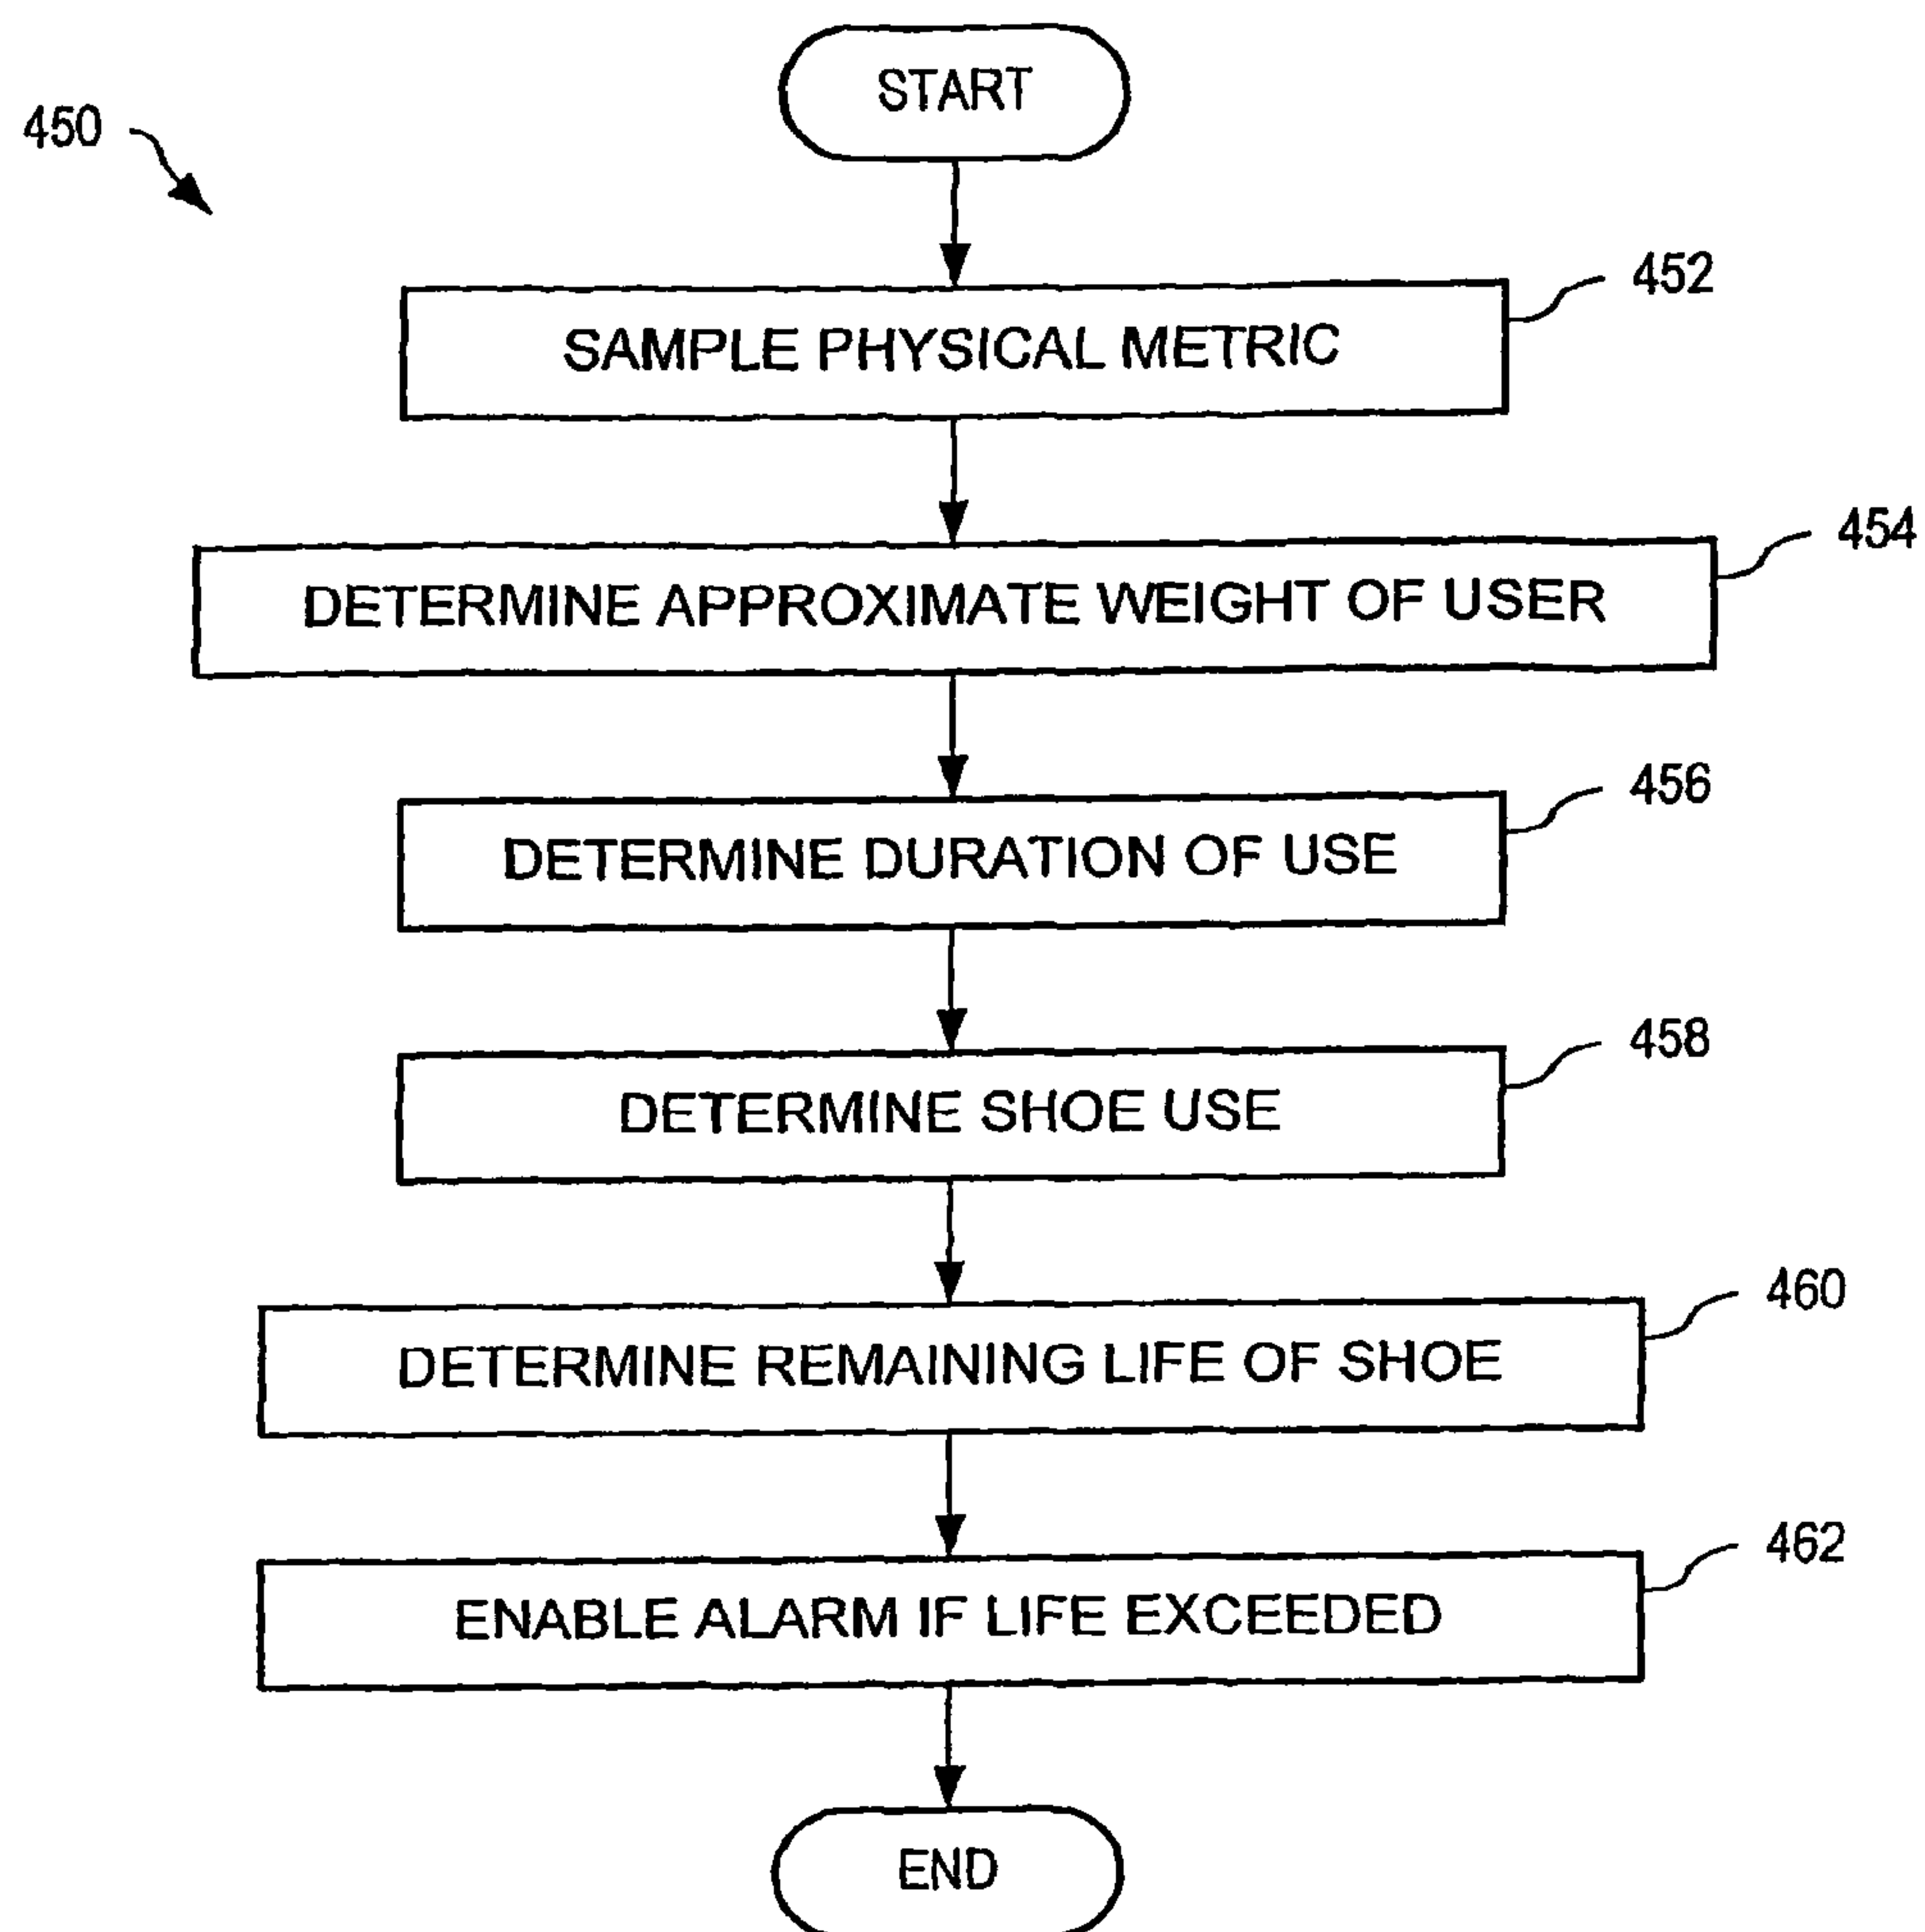 START
450
452
SAMPLE PHYSICAL METRIC
454
DETERMINE APPROXIMATE WEIGHT OF USER
456
DETERMINE DURATION OF USE
458
DETERMINE SHOE USE
460
DETERMINE REMAINING LIFE OF SHOE
462
ENABLE ALARM IF LIFE EXCEEDED
END